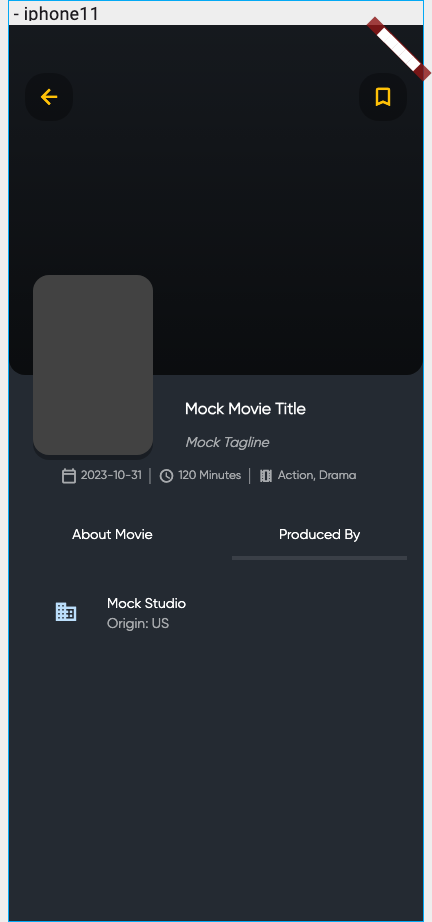 - iphone11
Mock Movie Title
Mock Tagline
2023-10-31 | 120 Minutes | Action, Drama
About Movie Produced By
Mock Studio
Origin: US